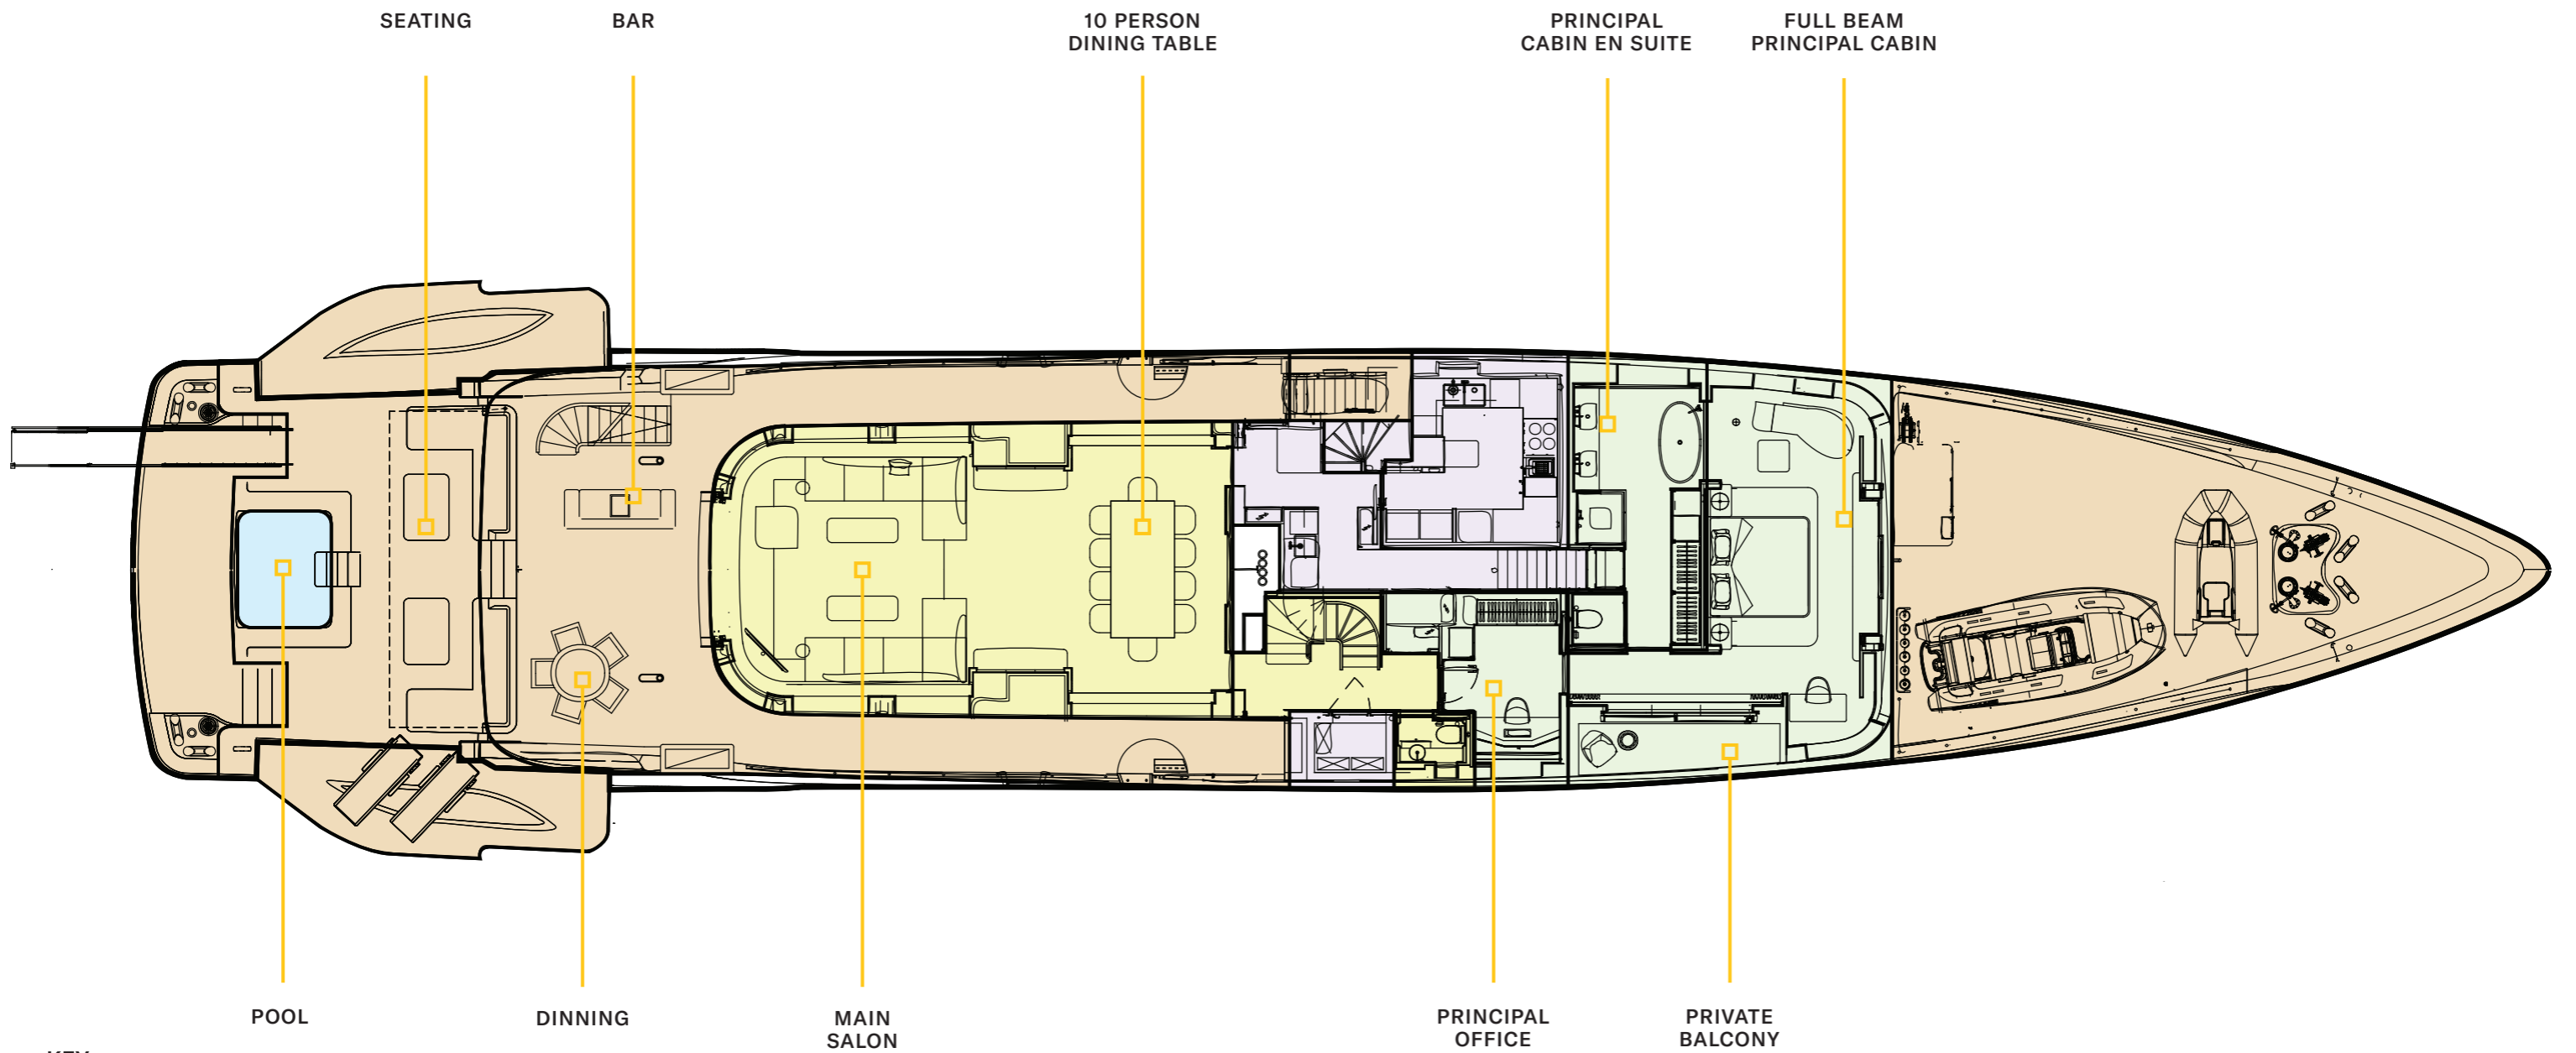 SEATING
BAR
10 PERSON
DINING TABLE
PRINCIPAL
CABIN EN SUITE
FULL BEAM
PRINCIPAL CABIN
POOL
DINNING
MAIN
SALON
PRINCIPAL
OFFICE
PRIVATE
BALCONY
KEY